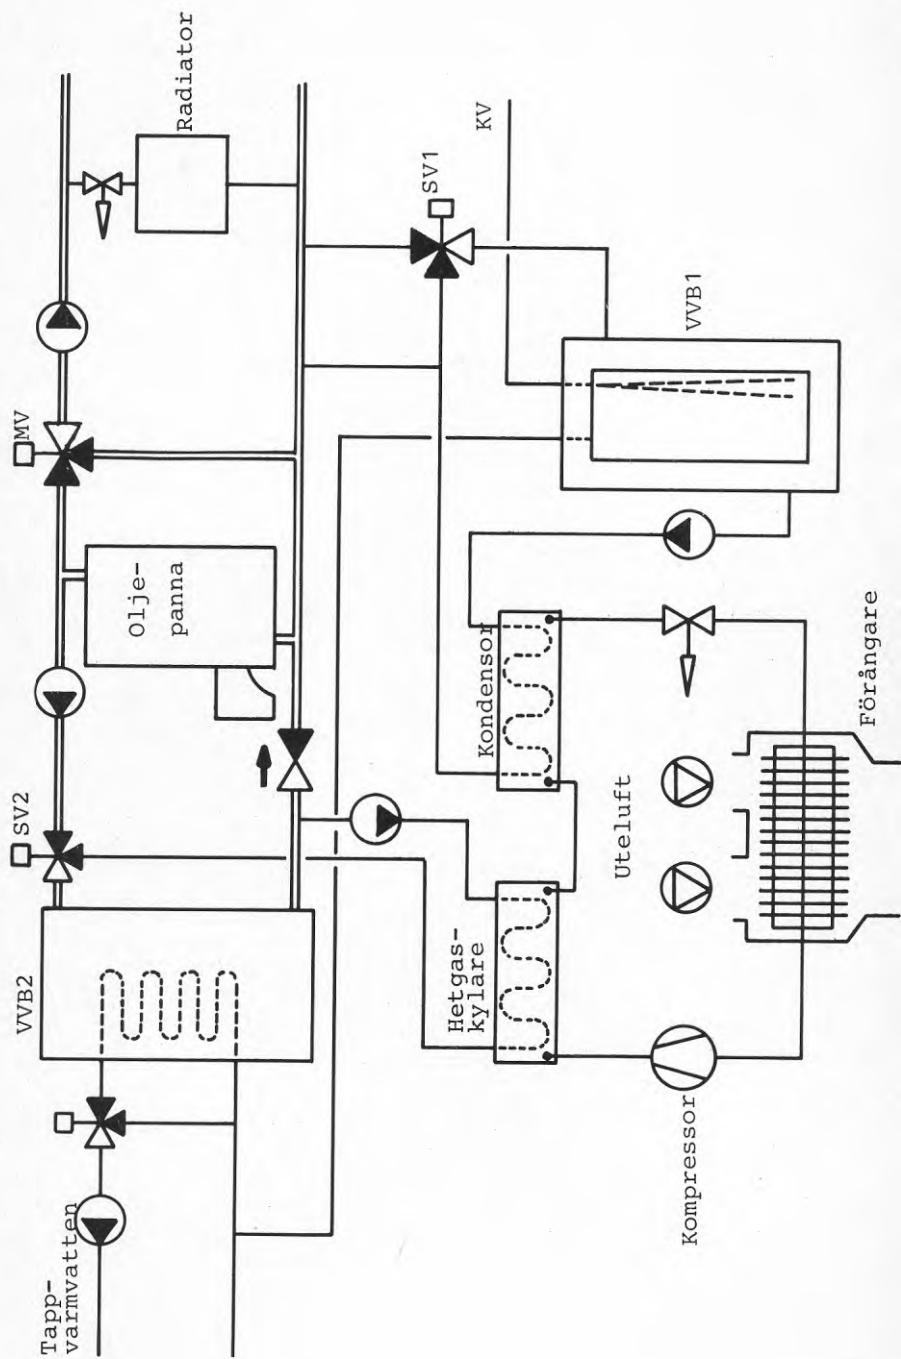 Tapp-
varmvatten
VVB2
SV2
Olje-
panna
MV
Radiator
Hetgas-
kylare
Kondensor
SV1
KV
Kompressor
Uteluft
VVB1
Förångare